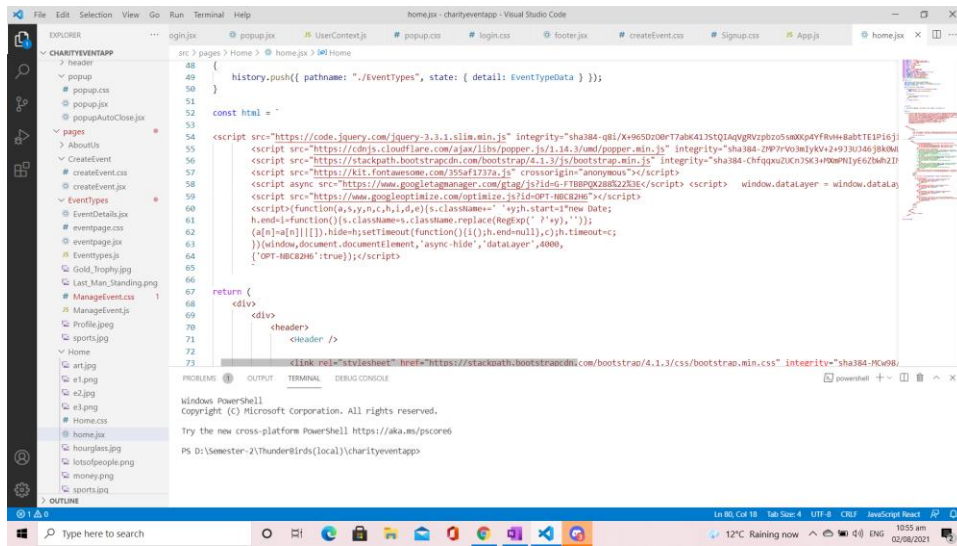 File Edit Selection View Go Run Terminal Help
home.jsx - charityeventapp - Visual Studio Code
EXPLORER
ogin.jsx popup.jsx JS UserContext.js # popup.css # login.css footer.jsx # createEvent.css # Signup.css JS App.js home.jsx
CHARITYEVENTAPP
src > pages > Home > home.jsx > Home
header
popup
# popup.css
popup.jsx
popupAutoClose.jsx
pages
AboutUs
CreateEvent
# createEvent.css
createEvent.jsx
EventTypes
EventDetails.jsx
# eventpage.css
eventpage.jsx
JS Eventtypes.js
Gold_Trophy.jpg
Last_Man_Standing.png
# ManageEvent.css 1
JS ManageEvent.js
Profile.jpeg
sports.jpg
Home
art.jpg
e1.png
e2.jpg
e3.png
# Home.css
home.jsx
hourglass.jpg
lotsofpeople.png
money.png
sports.jpg
OUTLINE
48 {
49 history.push({ pathname: "./EventTypes", state: { detail: EventTypeData } });
50 }
51
52 const html = `
53
54 <script src="https://code.jquery.com/jquery-3.3.1.slim.min.js" integrity=
55 <script src="https://cdnjs.cloudflare.com/ajax/libs/popper.js/1.14.3/umd/popper.min.js" integrity=
56 <script src="https://stackpath.bootstrapcdn.com/bootstrap/4.1.3/js/bootstrap.min.js" integrity=
57 <script src="https://kit.fontawesome.com/355af1737a.js" crossorigin="anonymous"></script>
58 <script async src="https://www.googletagmanager.com/gtag/js?id=G-FTBBPQX288%22%3E</script> <script> window.dataLayer = window.dataLay
59 <script src="https://www.googleoptimize.com/optimize.js?id=OPT-NBC82H6"></script>
60 <script>(function(a,s,y,n,c,h,i,d,e){s.className+=' '+y;h.start=1*new Date;
61 h.end=i=function(){s.className=s.className.replace(RegExp(' ?'+y),'')};
62 (a[n]=a[n]||[]).hide=h;setTimeout(function(){i();h.end=null},c);h.timeout=c;
63 })(window,document.documentElement,'async-hide','dataLayer',4000,
64 {'OPT-NBC82H6':true});</script>
65 `
66
67 return (
68 <div>
69 <div>
70 <header>
71 <Header />
72
73 <link rel="stylesheet" href="https://stackpath.bootstrapcdn.com/bootstrap/4.1.3/css/bootstrap.min.css" integrity="sha384-MCw98/
PROBLEMS 1 OUTPUT TERMINAL DEBUG CONSOLE
powershell
Windows PowerShell
Copyright (C) Microsoft Corporation. All rights reserved.
Try the new cross-platform PowerShell https://aka.ms/pscore6
PS D:\Semester-2\ThunderBirds(local)\charityeventapp>
1 0
Ln 80, Col 18 Tab Size: 4 UTF-8 CRLF JavaScript React
Type here to search
12°C Raining now
ENG
10:55 am
02/08/2021
2